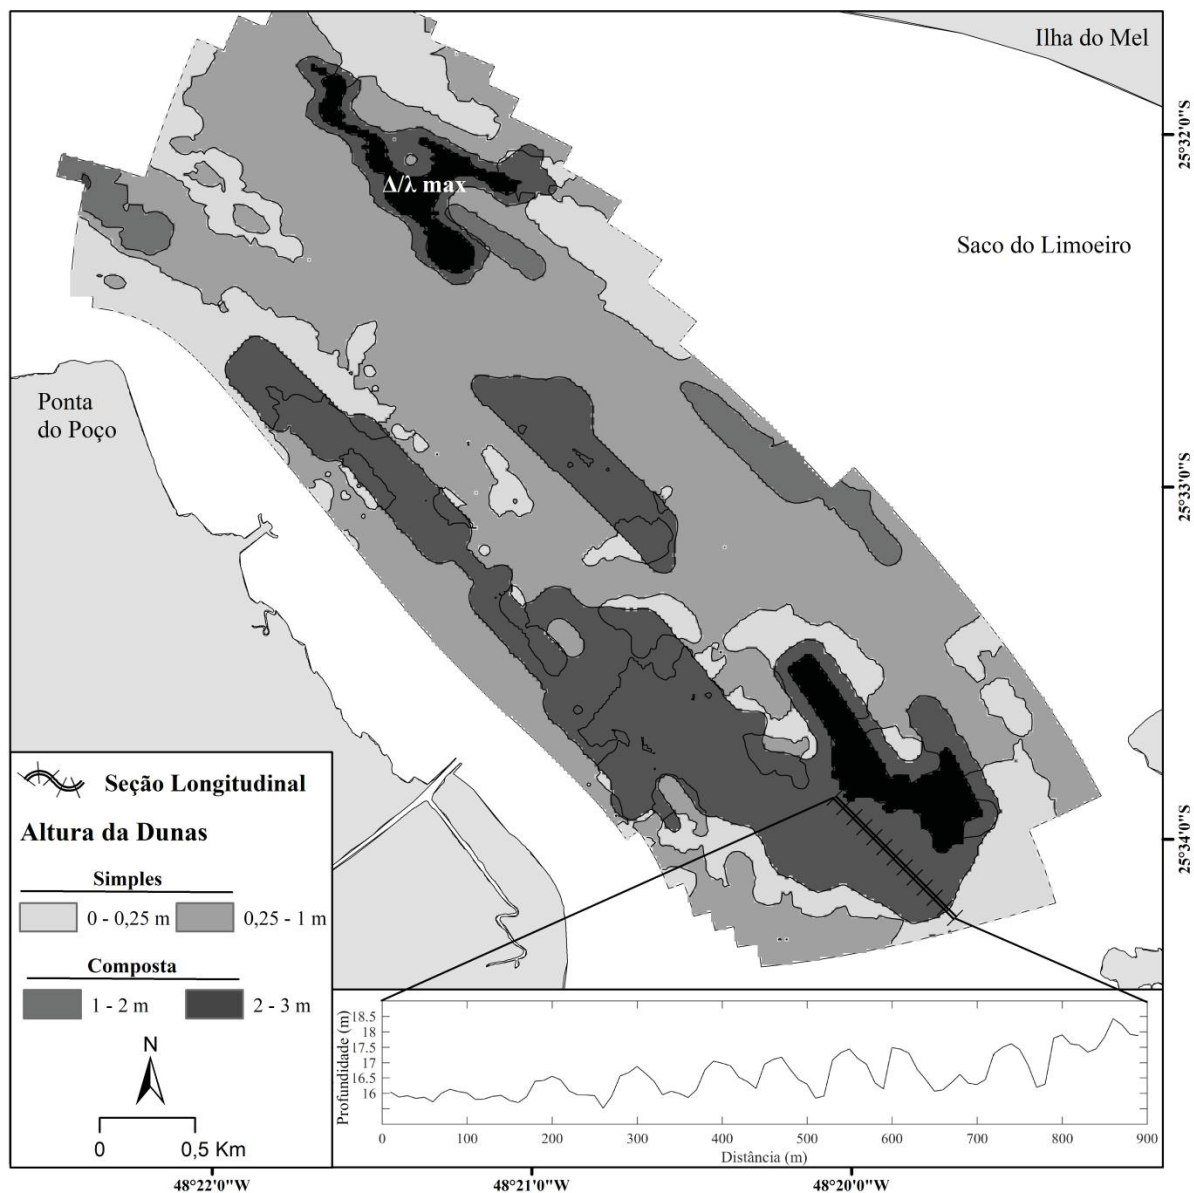 Ilha do Mel
25°32'0"S
Δ/λ max
Saco do Limoeiro
Ponta
do Poço
25°33'0"S
Seção Longitudinal
Altura da Dunas
Simples
0 - 0,25 m
0,25 - 1 m
25°34'0"S
Composta
1 - 2 m
2 - 3 m
N
0
0,5 Km
Profundidade (m)
18.5
18
17.5
17
16.5
16
0
100
200
300
400
500
600
700
800
900
Distância (m)
48°22'0"W
48°21'0"W
48°20'0"W